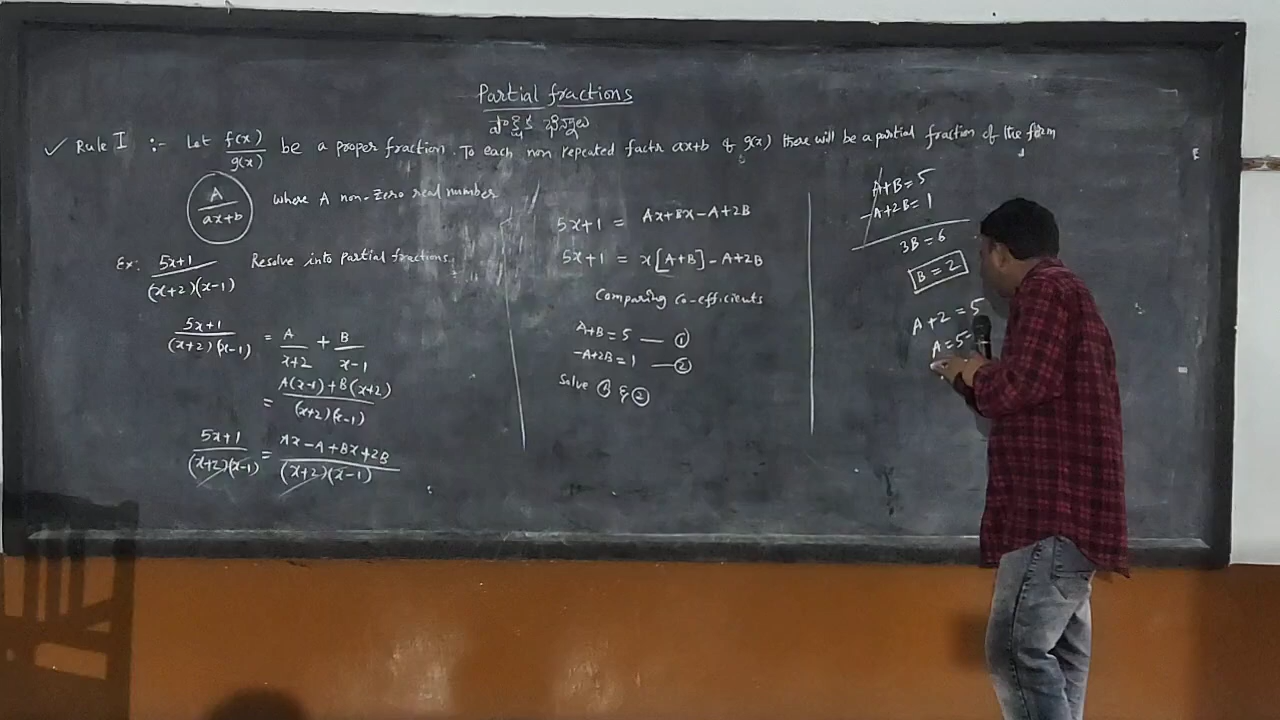 Partial fractions
పాక్షిక భిన్నాలు
✓ Rule I :- Let f(x)/g(x) be a proper fraction. To each non repeated factor ax+b of g(x) there will be a partial fraction of the form
A/(ax+b) where A non-zero real number
Ex: 5x+1/(x+2)(x-1) Resolve into Partial fractions
5x+1/(x+2)(x-1) = A/x+2 + B/x-1
= A(x-1)+B(x+2)/(x+2)(x-1)
5x+1/(x+2)(x-1) = Ax-A+Bx+2B/(x+2)(x-1)
5x+1 = Ax+Bx-A+2B
5x+1 = x[A+B]-A+2B
Comparing co-efficients
A+B=5 — ①
-A+2B=1 — ②
Solve ① & ②
A+B=5
-A+2B=1
3B=6
B=2
A+2=5
A=5-